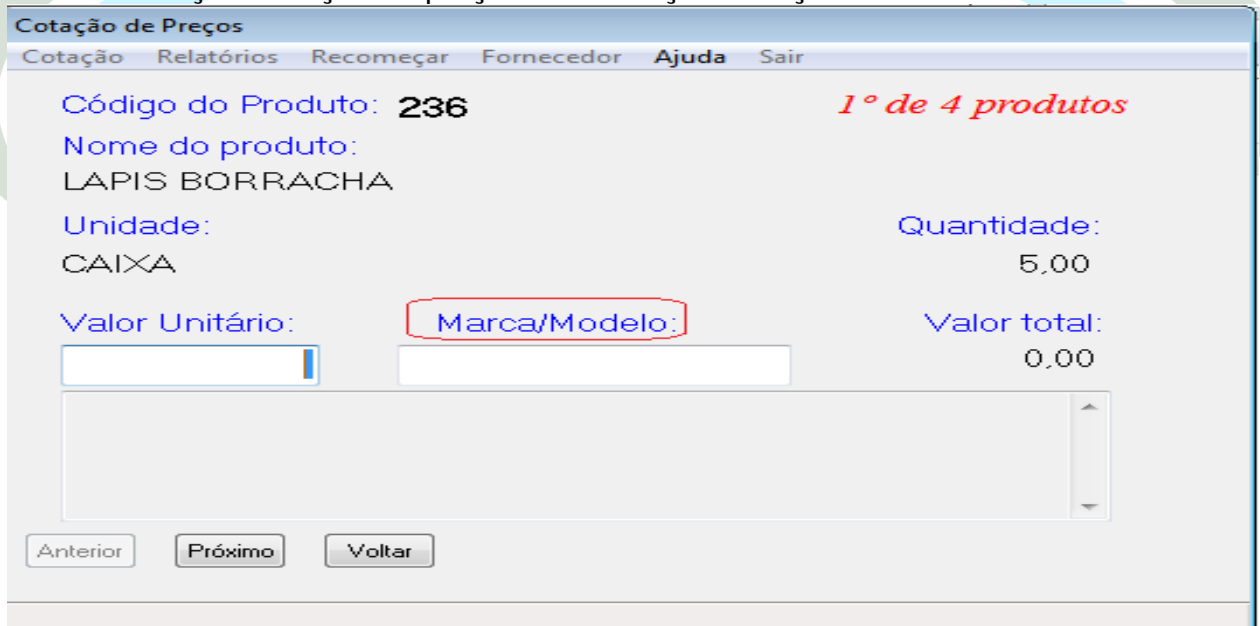 Cotação de Preços
Cotação Relatórios Recomeçar Fornecedor Ajuda Sair
Código do Produto: 236 1º de 4 produtos
Nome do produto:
LAPIS BORRACHA
Unidade: Quantidade:
CAIXA 5,00
Valor Unitário: Marca/Modelo: Valor total:
0,00
Anterior Próximo Voltar